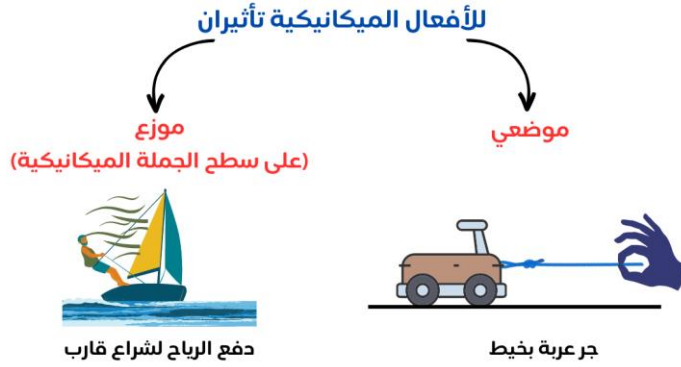 للأفعال الميكانيكية تأثيران
موضعي
موزع
(على سطح الجملة الميكانيكية)
جر عربة بخيط
دفع الرياح لشراع قارب